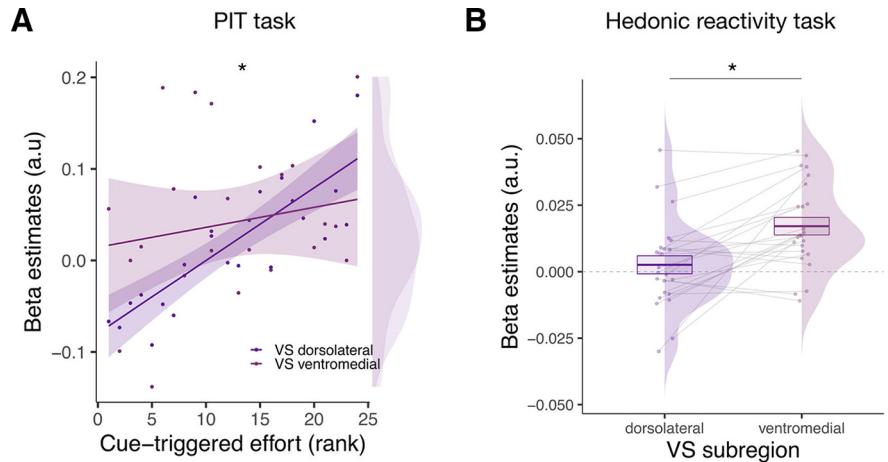 A
PIT task
*
0.2
0.1
0.0
−0.1
Beta estimates (a.u)
VS dorsolateral
VS ventromedial
0
5
10
15
20
25
Cue−triggered effort (rank)
B
Hedonic reactivity task
*
0.050
0.025
0.000
−0.025
−0.050
Beta estimates (a.u.)
dorsolateral
ventromedial
VS subregion